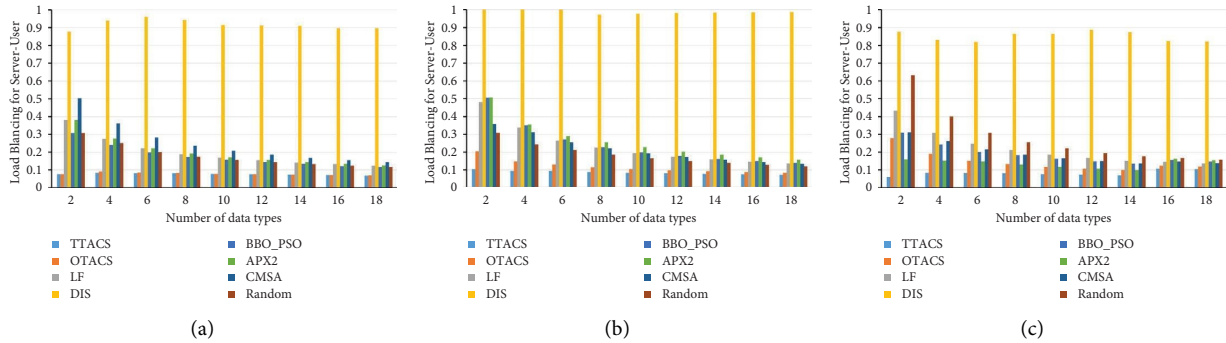 Load Blancing for Server-User
1
0.9
0.8
0.7
0.6
0.5
0.4
0.3
0.2
0.1
0
2 4 6 8 10 12 14 16 18
Number of data types
TTACS BBO_PSO
OTACS APX2
LF CMSA
DIS Random
(a)
Load Blancing for Server-User
1
0.9
0.8
0.7
0.6
0.5
0.4
0.3
0.2
0.1
0
2 4 6 8 10 12 14 16 18
Number of data types
TTACS BBO_PSO
OTACS APX2
LF CMSA
DIS Random
(b)
Load Blancing for Server-User
1
0.9
0.8
0.7
0.6
0.5
0.4
0.3
0.2
0.1
0
2 4 6 8 10 12 14 16 18
Number of data types
TTACS BBO_PSO
OTACS APX2
LF CMSA
DIS Random
(c)